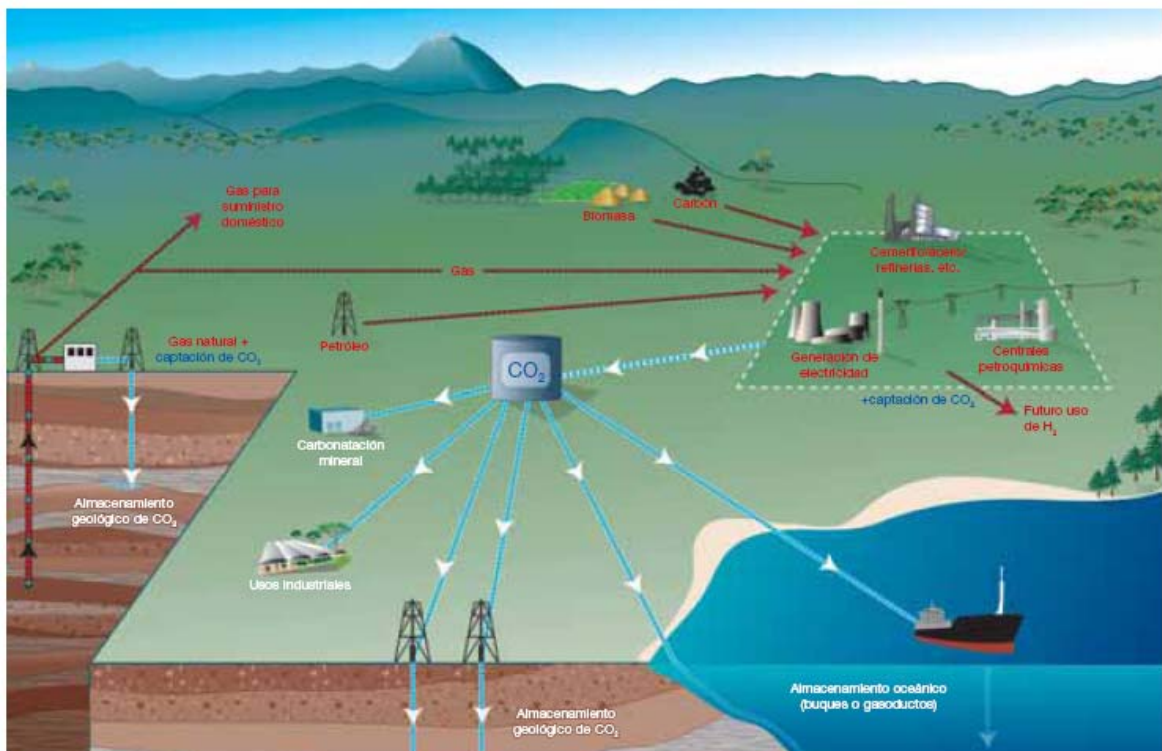 Gas para
suministro
doméstico
Biomasa
Carbón
Cemento/acero/
refinerías, etc.
Gas
Petróleo
Gas natural +
captación de CO₂
CO₂
Generación de
electricidad
Centrales
petroquímicas
+captación de CO₂
Futuro uso
de H₂
Carbonatación
mineral
Almacenamiento
geológico de CO₂
Usos industriales
Almacenamiento oceánico
(buques o gasoductos)
Almacenamiento
geológico de CO₂